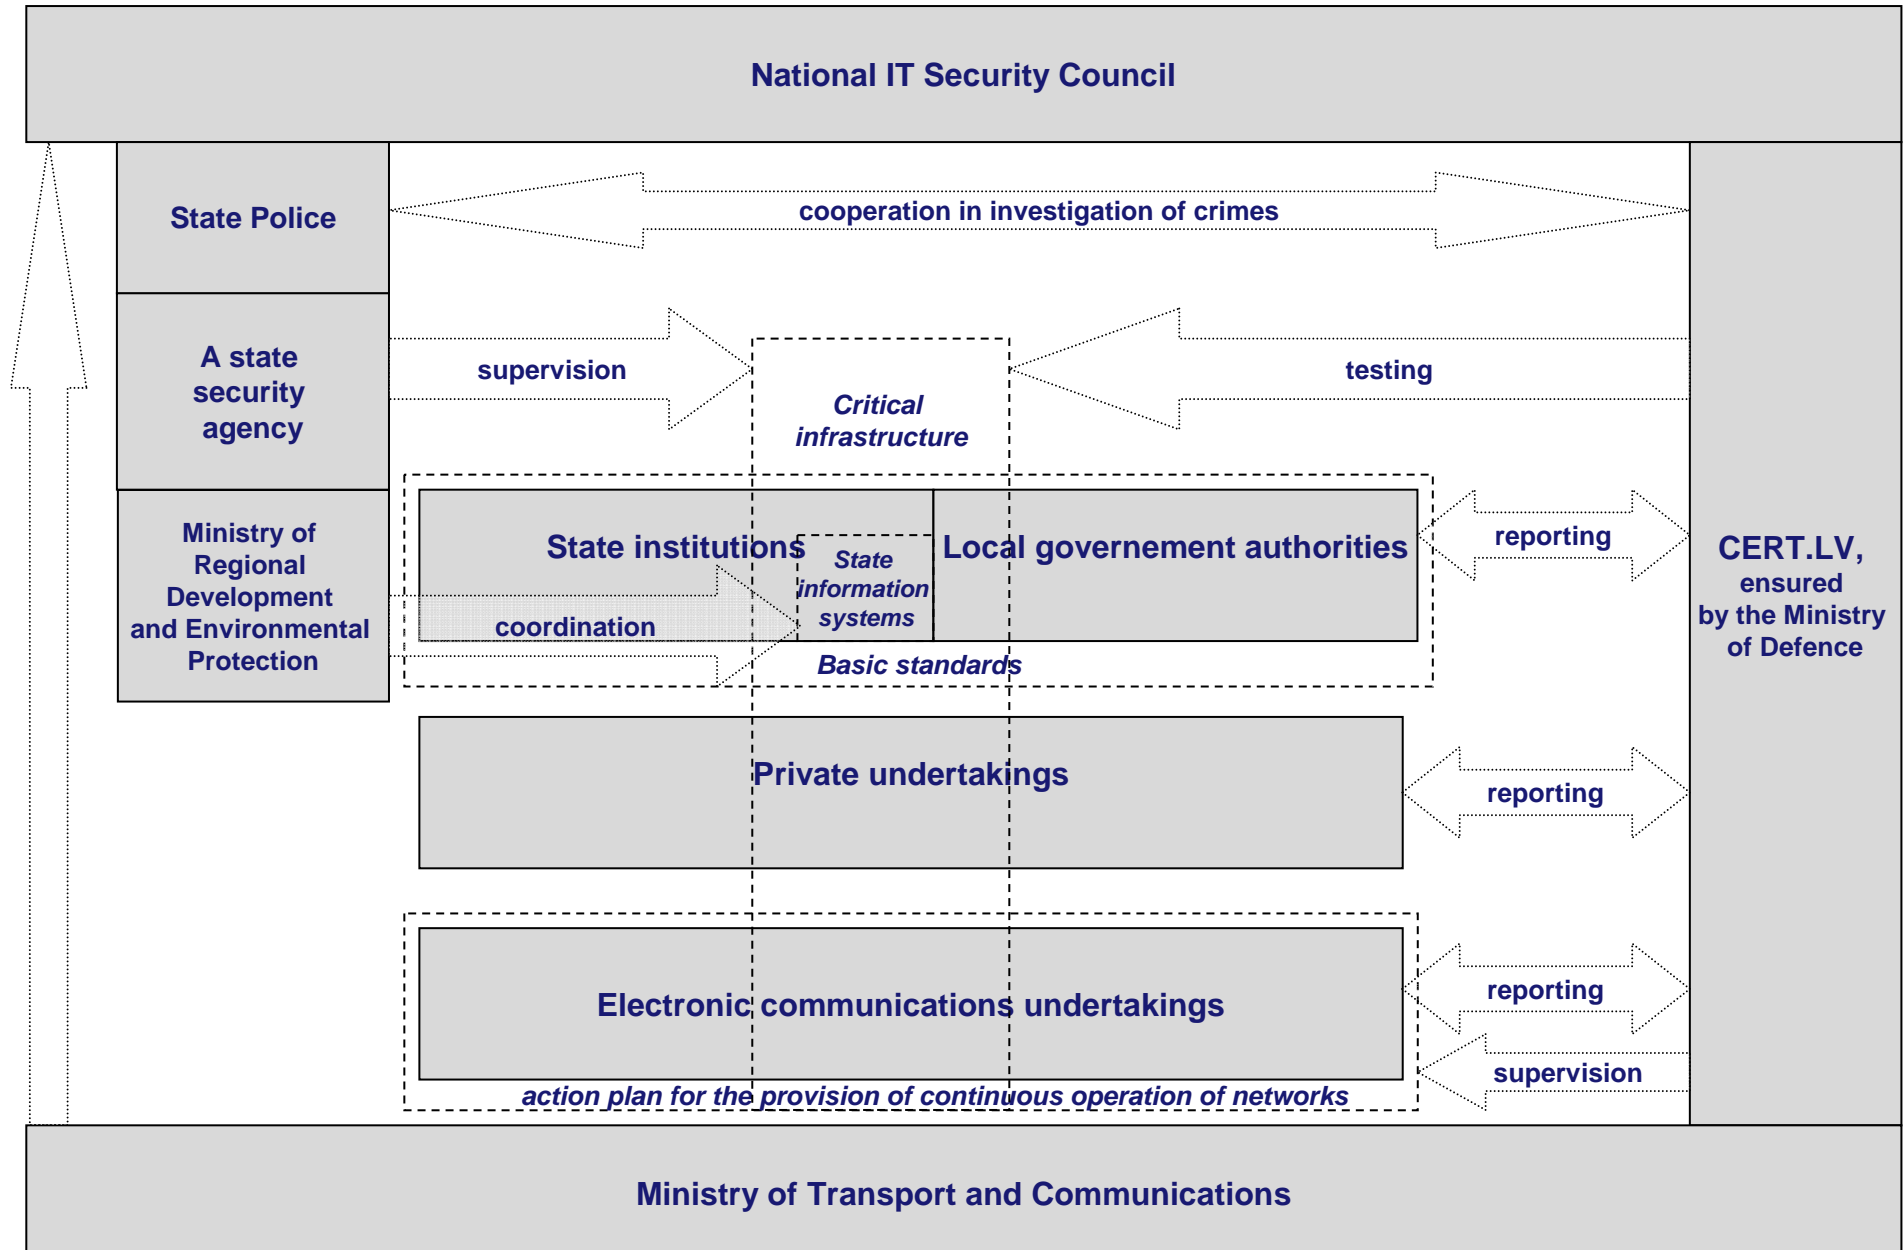 National IT Security Council
State Police
cooperation in investigation of crimes
A state
security
agency
supervision
testing
Critical
infrastructure
Ministry of
Regional
Development
and Environmental
Protection
State institutions
Local governement authorities
State
information
systems
coordination
Basic standards
reporting
CERT.LV,
ensured
by the Ministry
of Defence
Private undertakings
reporting
Electronic communications undertakings
reporting
supervision
action plan for the provision of continuous operation of networks
Ministry of Transport and Communications